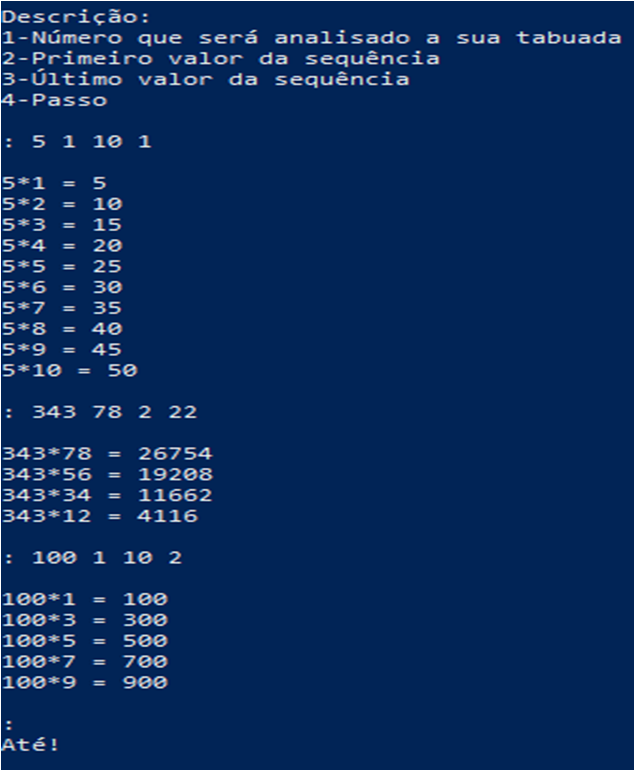 Descrição:
1-Número que será analisado a sua tabuada
2-Primeiro valor da sequência
3-Último valor da sequência
4-Passo
: 5 1 10 1
5*1 = 5
5*2 = 10
5*3 = 15
5*4 = 20
5*5 = 25
5*6 = 30
5*7 = 35
5*8 = 40
5*9 = 45
5*10 = 50
: 343 78 2 22
343*78 = 26754
343*56 = 19208
343*34 = 11662
343*12 = 4116
: 100 1 10 2
100*1 = 100
100*3 = 300
100*5 = 500
100*7 = 700
100*9 = 900
:
Até!